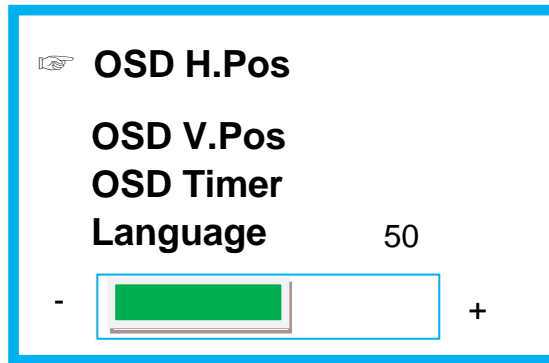 ☞ OSD H.Pos
OSD V.Pos
OSD Timer
Language 50
- +